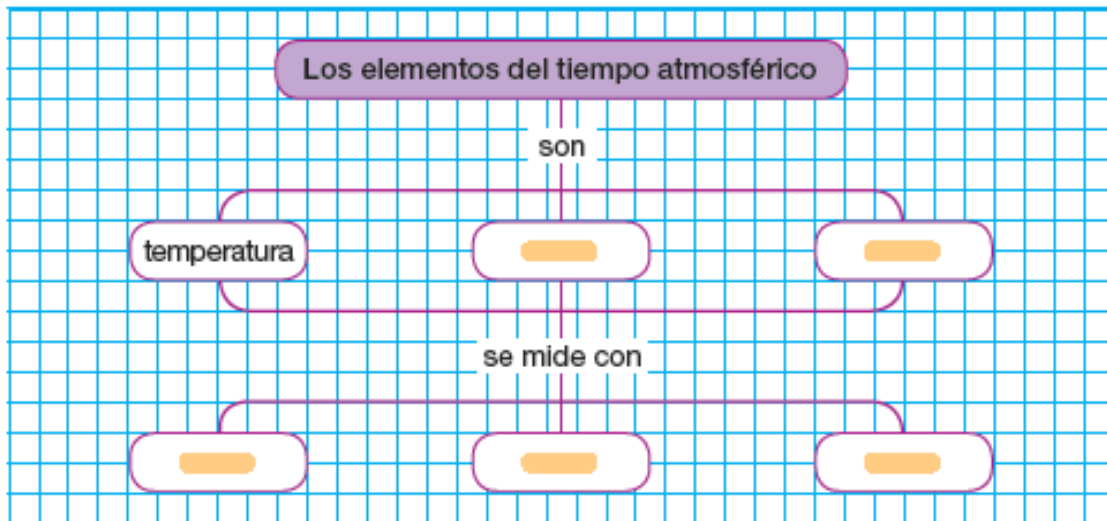 Los elementos del tiempo atmosférico
son
temperatura
se mide con